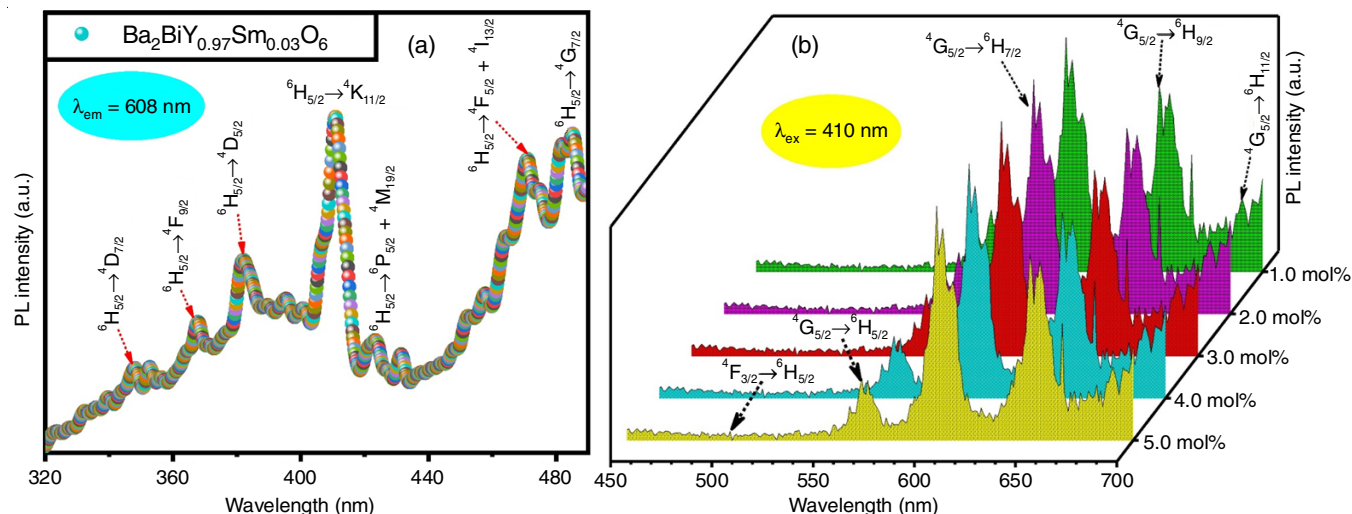 Ba2BiY0.97Sm0.03O6
(a)
λem = 608 nm
6H5/2→4D7/2
6H5/2→4F9/2
6H5/2→4D5/2
6H5/2→4K11/2
6H5/2→6P5/2 + 4M19/2
6H5/2→4F5/2 + 4I13/2
6H5/2→4G7/2
PL intensity (a.u.)
320 360 400 440 480
Wavelength (nm)
(b)
λex = 410 nm
4G5/2→6H7/2
4G5/2→6H9/2
4G5/2→6H11/2
4G5/2→6H5/2
4F3/2→6H5/2
PL intensity (a.u.)
1.0 mol%
2.0 mol%
3.0 mol%
4.0 mol%
5.0 mol%
450 500 550 600 650 700
Wavelength (nm)